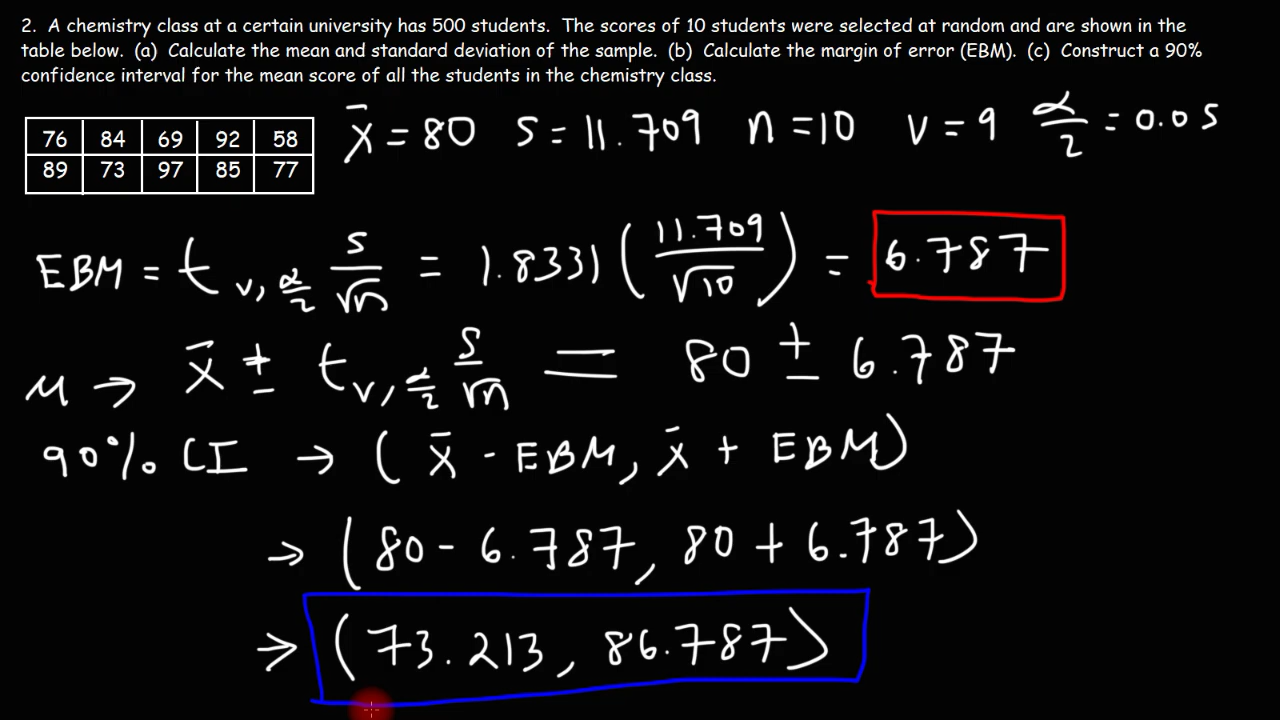 2. A chemistry class at a certain university has 500 students. The scores of 10 students were selected at random and are shown in the
table below. (a) Calculate the mean and standard deviation of the sample. (b) Calculate the margin of error (EBM). (c) Construct a 90%
confidence interval for the mean score of all the students in the chemistry class.
76 84 69 92 58
89 73 97 85 77
x̄ = 80 s = 11.709 n = 10 v = 9 α/2 = 0.05
EBM = t v, α/2 s/√n = 1.8331 (11.709/√10) = 6.787
μ → x̄ ± t v, α/2 s/√n = 80 ± 6.787
90% CI → (x̄ - EBM, x̄ + EBM)
→ (80 - 6.787, 80 + 6.787)
→ (73.213, 86.787)